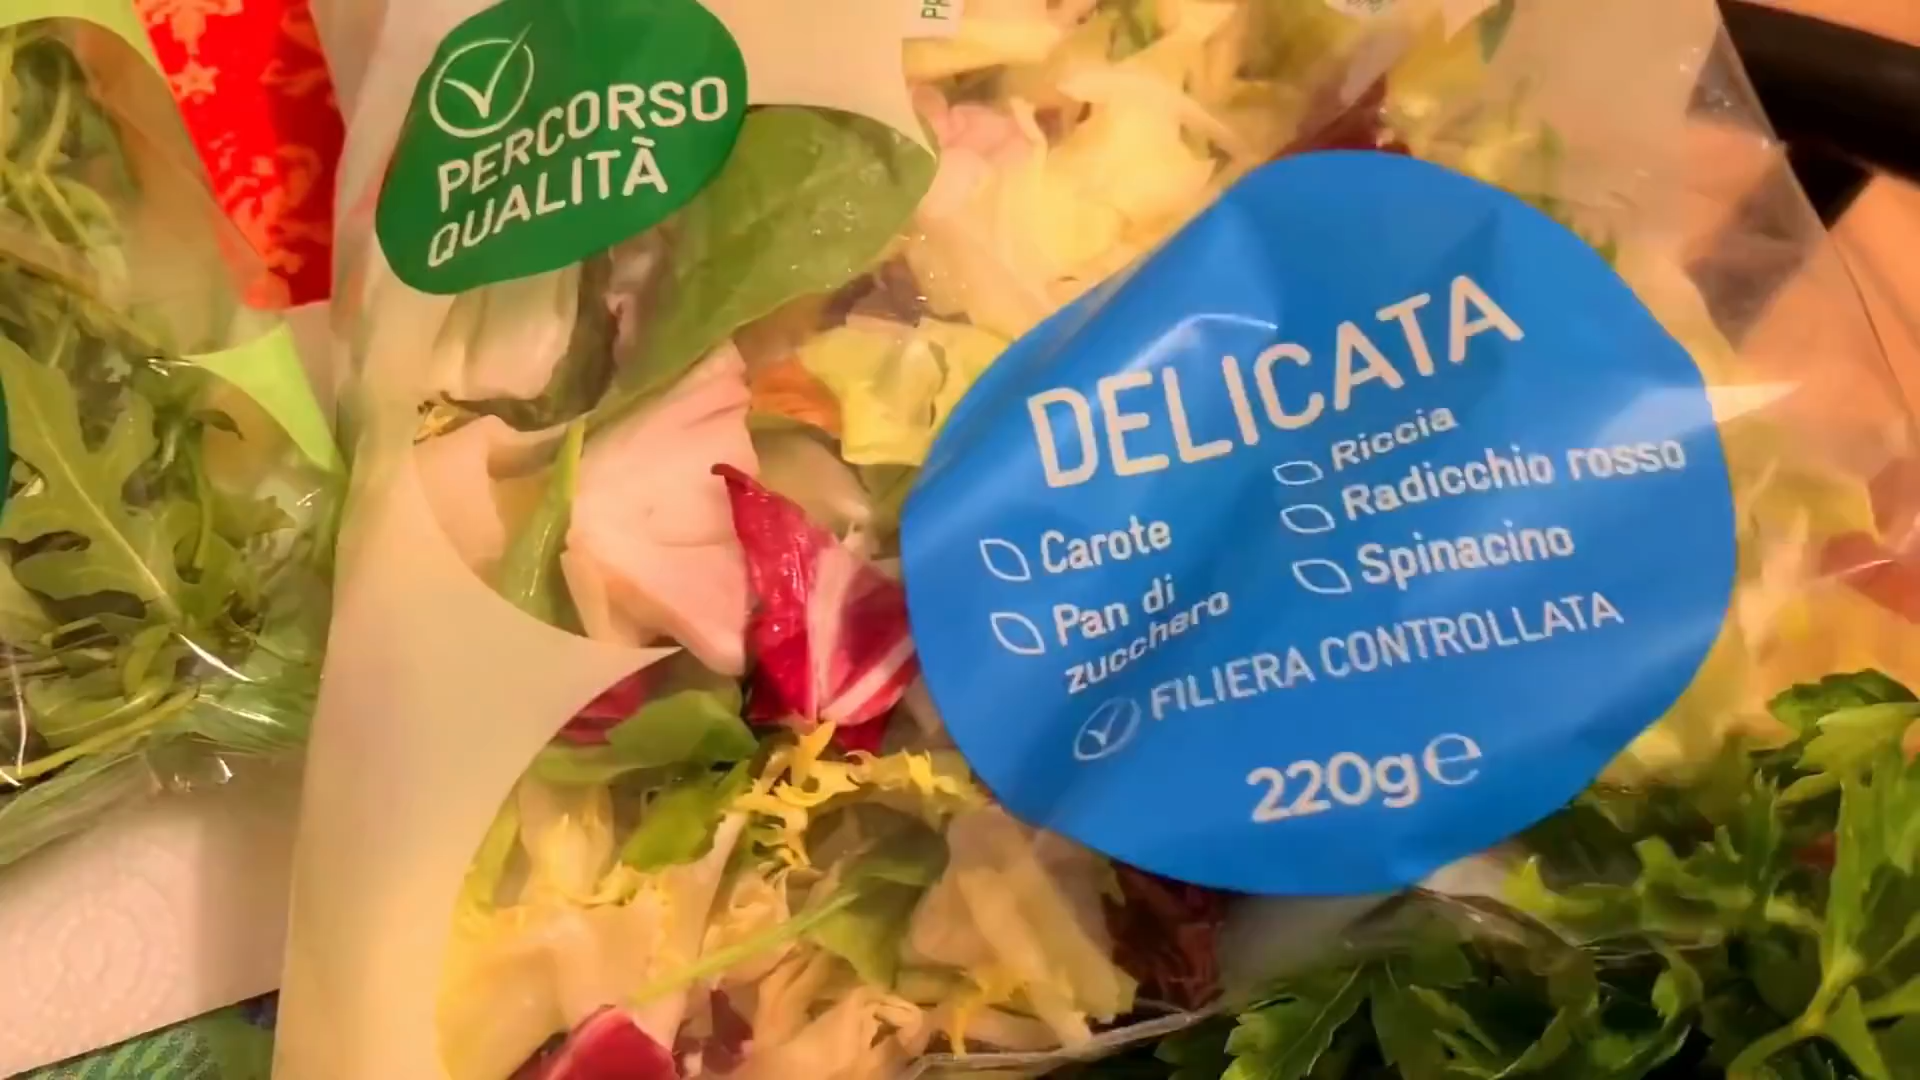 PERCORSO
QUALITÀ
DELICATA
Carote
Pan di
zucchero
Riccia
Radicchio rosso
Spinacino
FILIERA CONTROLLATA
220g℮